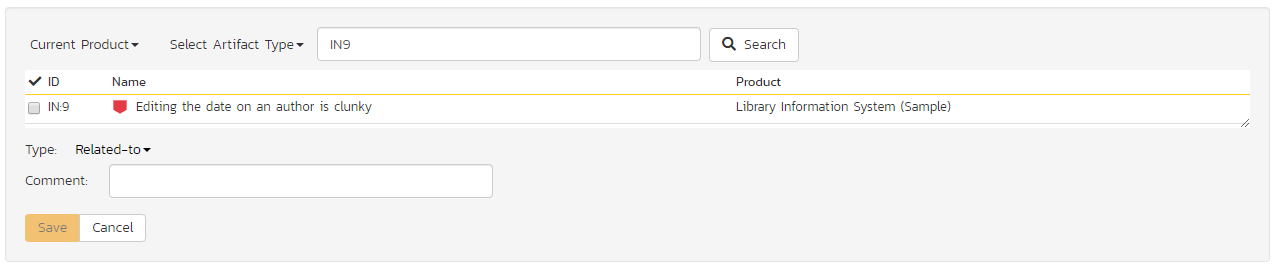 Current Product Select Artifact Type IN9 Search
ID Name Product
IN:9 Editing the date on an author is clunky Library Information System (Sample)
Type: Related-to
Comment:
Save Cancel